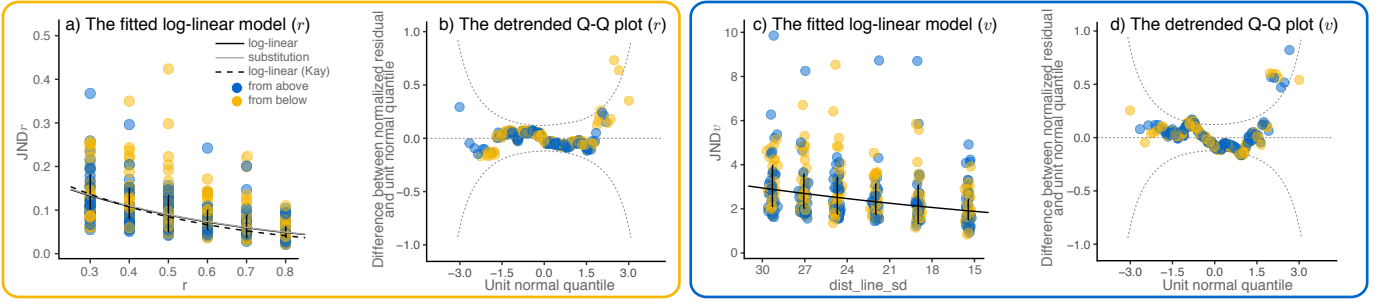 a) The fitted log-linear model (r)
0.5
0.4
0.3
0.2
0.1
0.0
JNDr
log-linear
substitution
log-linear (Kay)
from above
from below
0.3 0.4 0.5 0.6 0.7 0.8
r
b) The detrended Q-Q plot (r)
Difference between normalized residual
and unit normal quantile
1.0
0.5
0.0
−0.5
−1.0
−3.0 −1.5 0.0 1.5 3.0
Unit normal quantile
c) The fitted log-linear model (v)
JNDv
10
8
6
4
2
0
30 27 24 21 18 15
dist_line_sd
d) The detrended Q-Q plot (v)
Difference between normalized residual
and unit normal quantile
1.0
0.5
0.0
−0.5
−1.0
−3.0 −1.5 0.0 1.5 3.0
Unit normal quantile